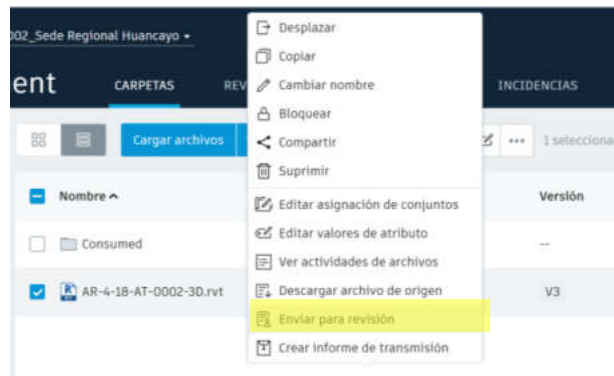 002_Sede Regional Huancayo
ent
CARPETAS
REV
INCIDENCIAS
Cargar archivos
1 selecciona
Nombre
Versión
Consumed
--
AR-4-18-AT-0002-3D.rvt
V3
Desplazar
Copiar
Cambiar nombre
Bloquear
Compartir
Suprimir
Editar asignación de conjuntos
Editar valores de atributo
Ver actividades de archivos
Descargar archivo de origen
Enviar para revisión
Crear informe de transmisión